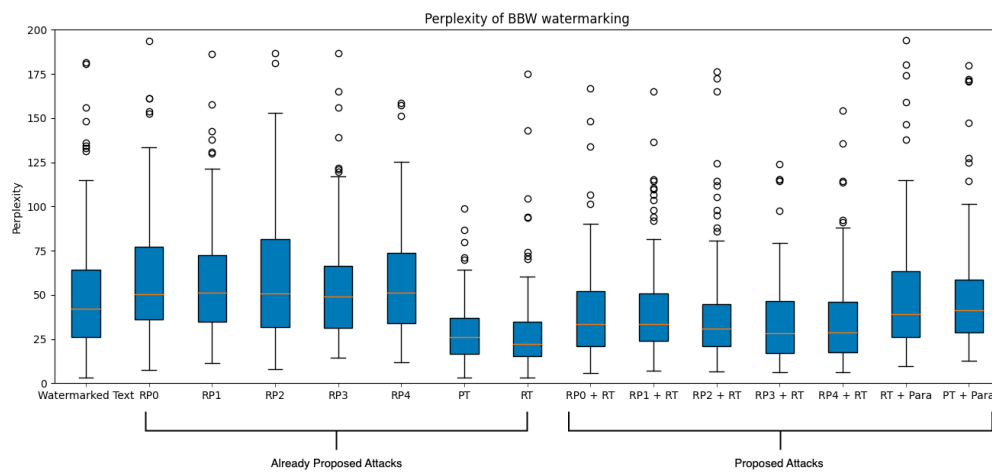 Perplexity of BBW watermarking
200
175
150
125
100
75
50
25
0
Perplexity
Watermarked Text RP0 RP1 RP2 RP3 RP4 PT RT RP0 + RT RP1 + RT RP2 + RT RP3 + RT RP4 + RT RT + Para PT + Para
Already Proposed Attacks Proposed Attacks